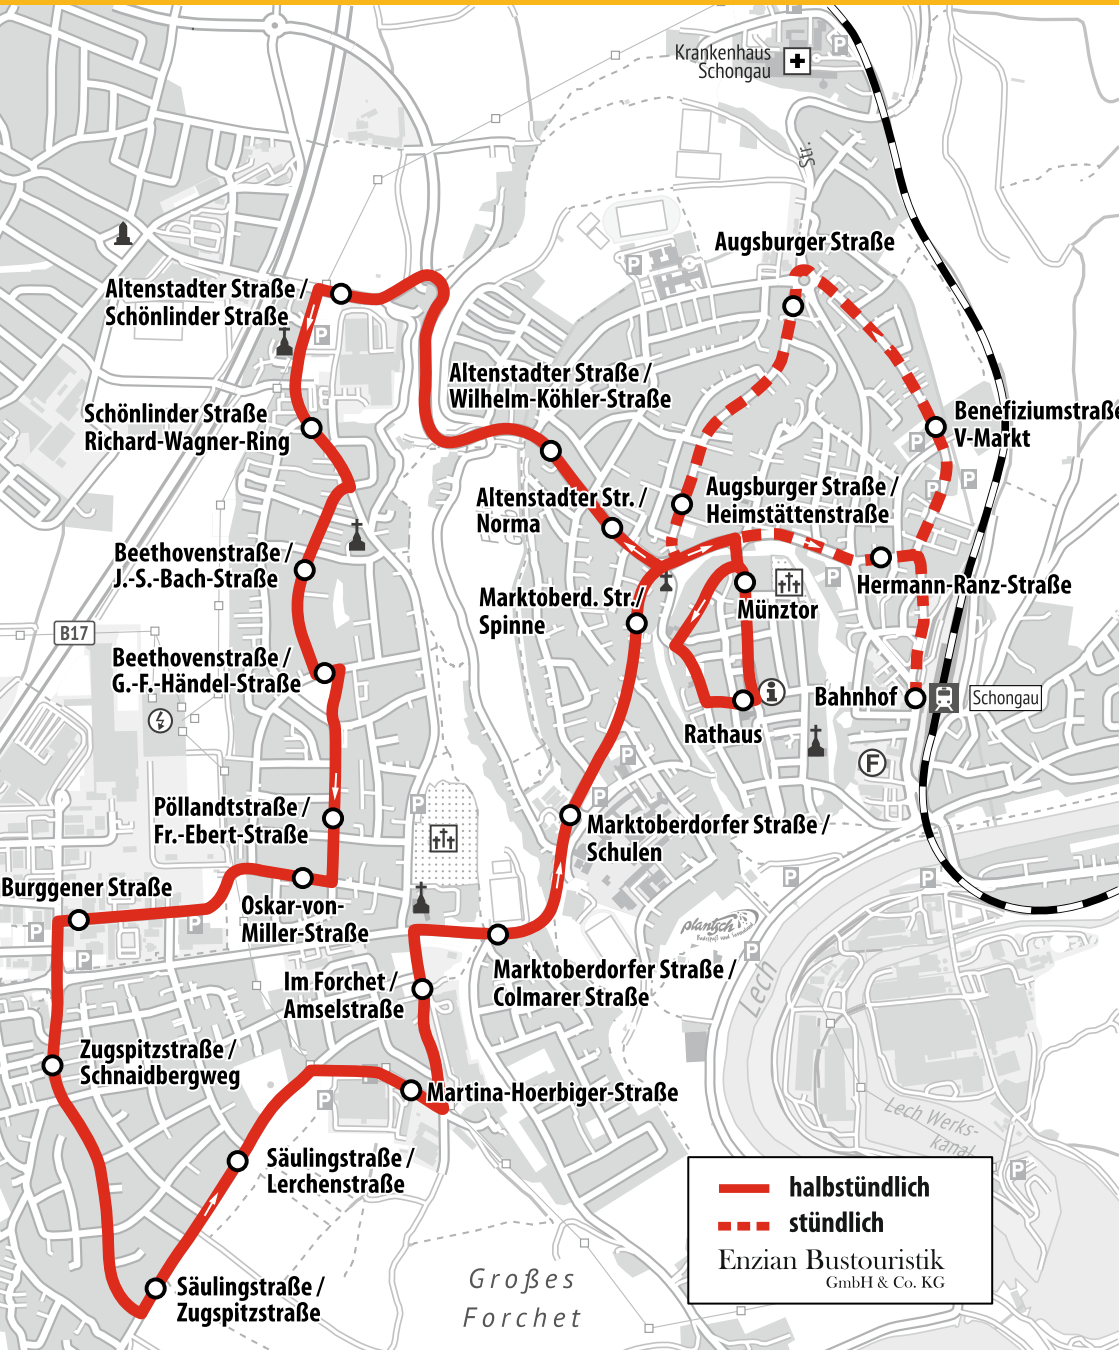 Krankenhaus
Schongau
P
Str.
Augsburger Straße
P
Altenstadter Straße /
Schönlinder Straße
P
Altenstadter Straße /
Wilhelm-Köhler-Straße
Schönlinder Straße
Richard-Wagner-Ring
Benefiziumstraße
V-Markt
P
P
P
Altenstadter Str. /
Norma
Augsburger Straße /
Heimstättenstraße
Beethovenstraße /
J.-S.-Bach-Straße
Hermann-Ranz-Straße
P
Marktoberd. Str./
Spinne
Münztor
B17
Beethovenstraße /
G.-F.-Händel-Straße
Bahnhof
Schongau
i
Rathaus
P
F
P
P
Pöllandtstraße /
Fr.-Ebert-Straße
Marktoberdorfer Straße /
Schulen
Burggener Straße
P
P
Oskar-von-
Miller-Straße
P
P
plantsch
P
P
Im Forchet /
Amselstraße
Marktoberdorfer Straße /
Colmarer Straße
Lech
Zugspitzstraße /
Schnaidbergweg
Martina-Hoerbiger-Straße
P
Lech Werks-
kanal
Säulingstraße /
Lerchenstraße
P
halbstündlich
stündlich
Enzian Bustouristik
GmbH & Co. KG
Säulingstraße /
Zugspitzstraße
Großes
Forchet